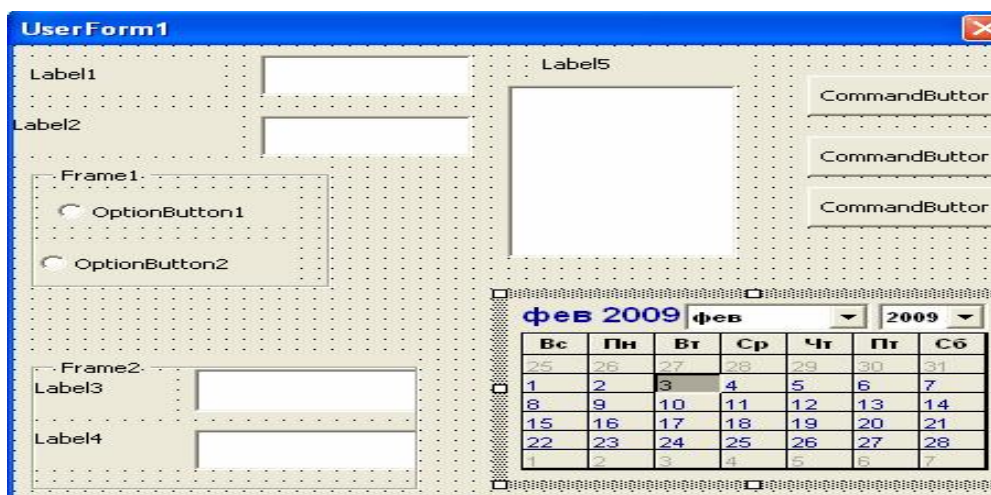 UserForm1
Label1
Label2
Frame1
OptionButton1
OptionButton2
Frame2
Label3
Label4
Label5
CommandButton
CommandButton
CommandButton
фев 2009 фев 2009
Вс Пн Вт Ср Чт Пт Сб
25 26 27 28 29 30 31
1 2 3 4 5 6 7
8 9 10 11 12 13 14
15 16 17 18 19 20 21
22 23 24 25 26 27 28
1 2 3 4 5 6 7